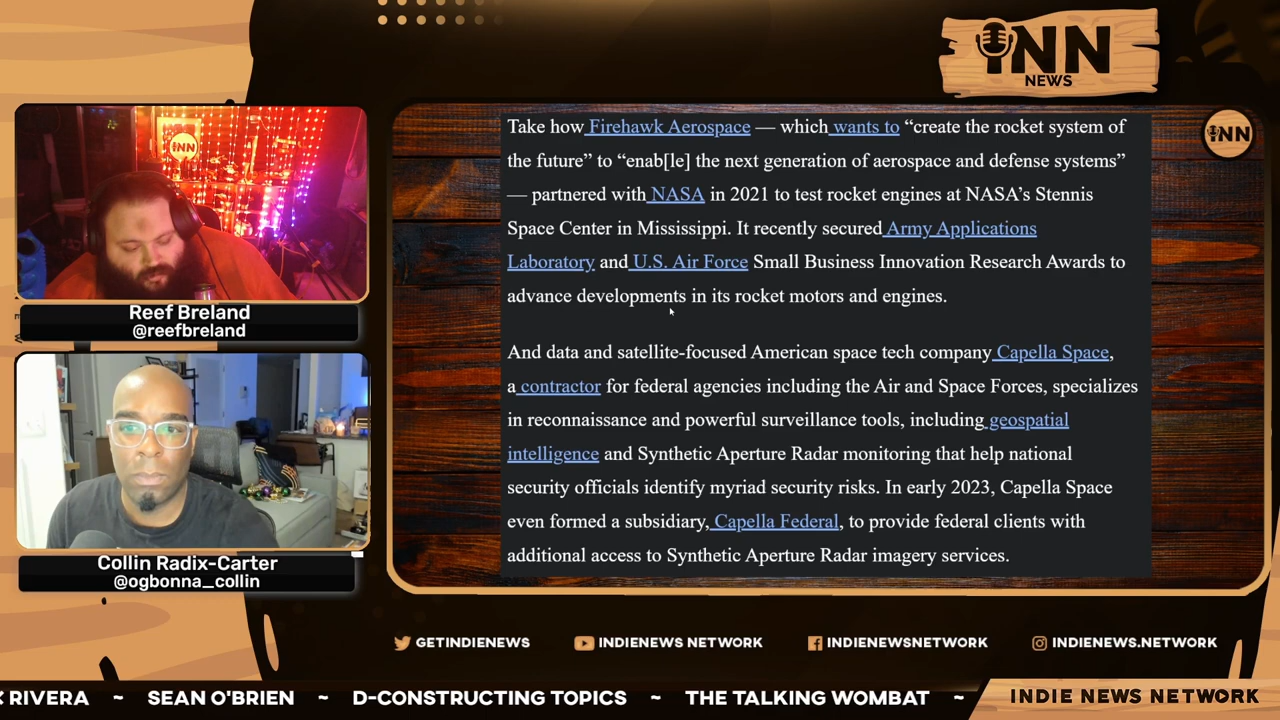 INN
NEWS
INN
INN
Reef Breland
@reefbreland
Collin Radix-Carter
@ogbonna_collin
Take how Firehawk Aerospace — which wants to “create the rocket system of
the future” to “enab[le] the next generation of aerospace and defense systems”
— partnered with NASA in 2021 to test rocket engines at NASA’s Stennis
Space Center in Mississippi. It recently secured Army Applications
Laboratory and U.S. Air Force Small Business Innovation Research Awards to
advance developments in its rocket motors and engines.
And data and satellite-focused American space tech company Capella Space,
a contractor for federal agencies including the Air and Space Forces, specializes
in reconnaissance and powerful surveillance tools, including geospatial
intelligence and Synthetic Aperture Radar monitoring that help national
security officials identify myriad security risks. In early 2023, Capella Space
even formed a subsidiary, Capella Federal, to provide federal clients with
additional access to Synthetic Aperture Radar imagery services.
GETINDIENEWS
INDIENEWS NETWORK
INDIENEWSNETWORK
INDIENEWS.NETWORK
RIVERA ~ SEAN O'BRIEN ~ D-CONSTRUCTING TOPICS ~ THE TALKING WOMBAT ~
INDIE NEWS NETWORK